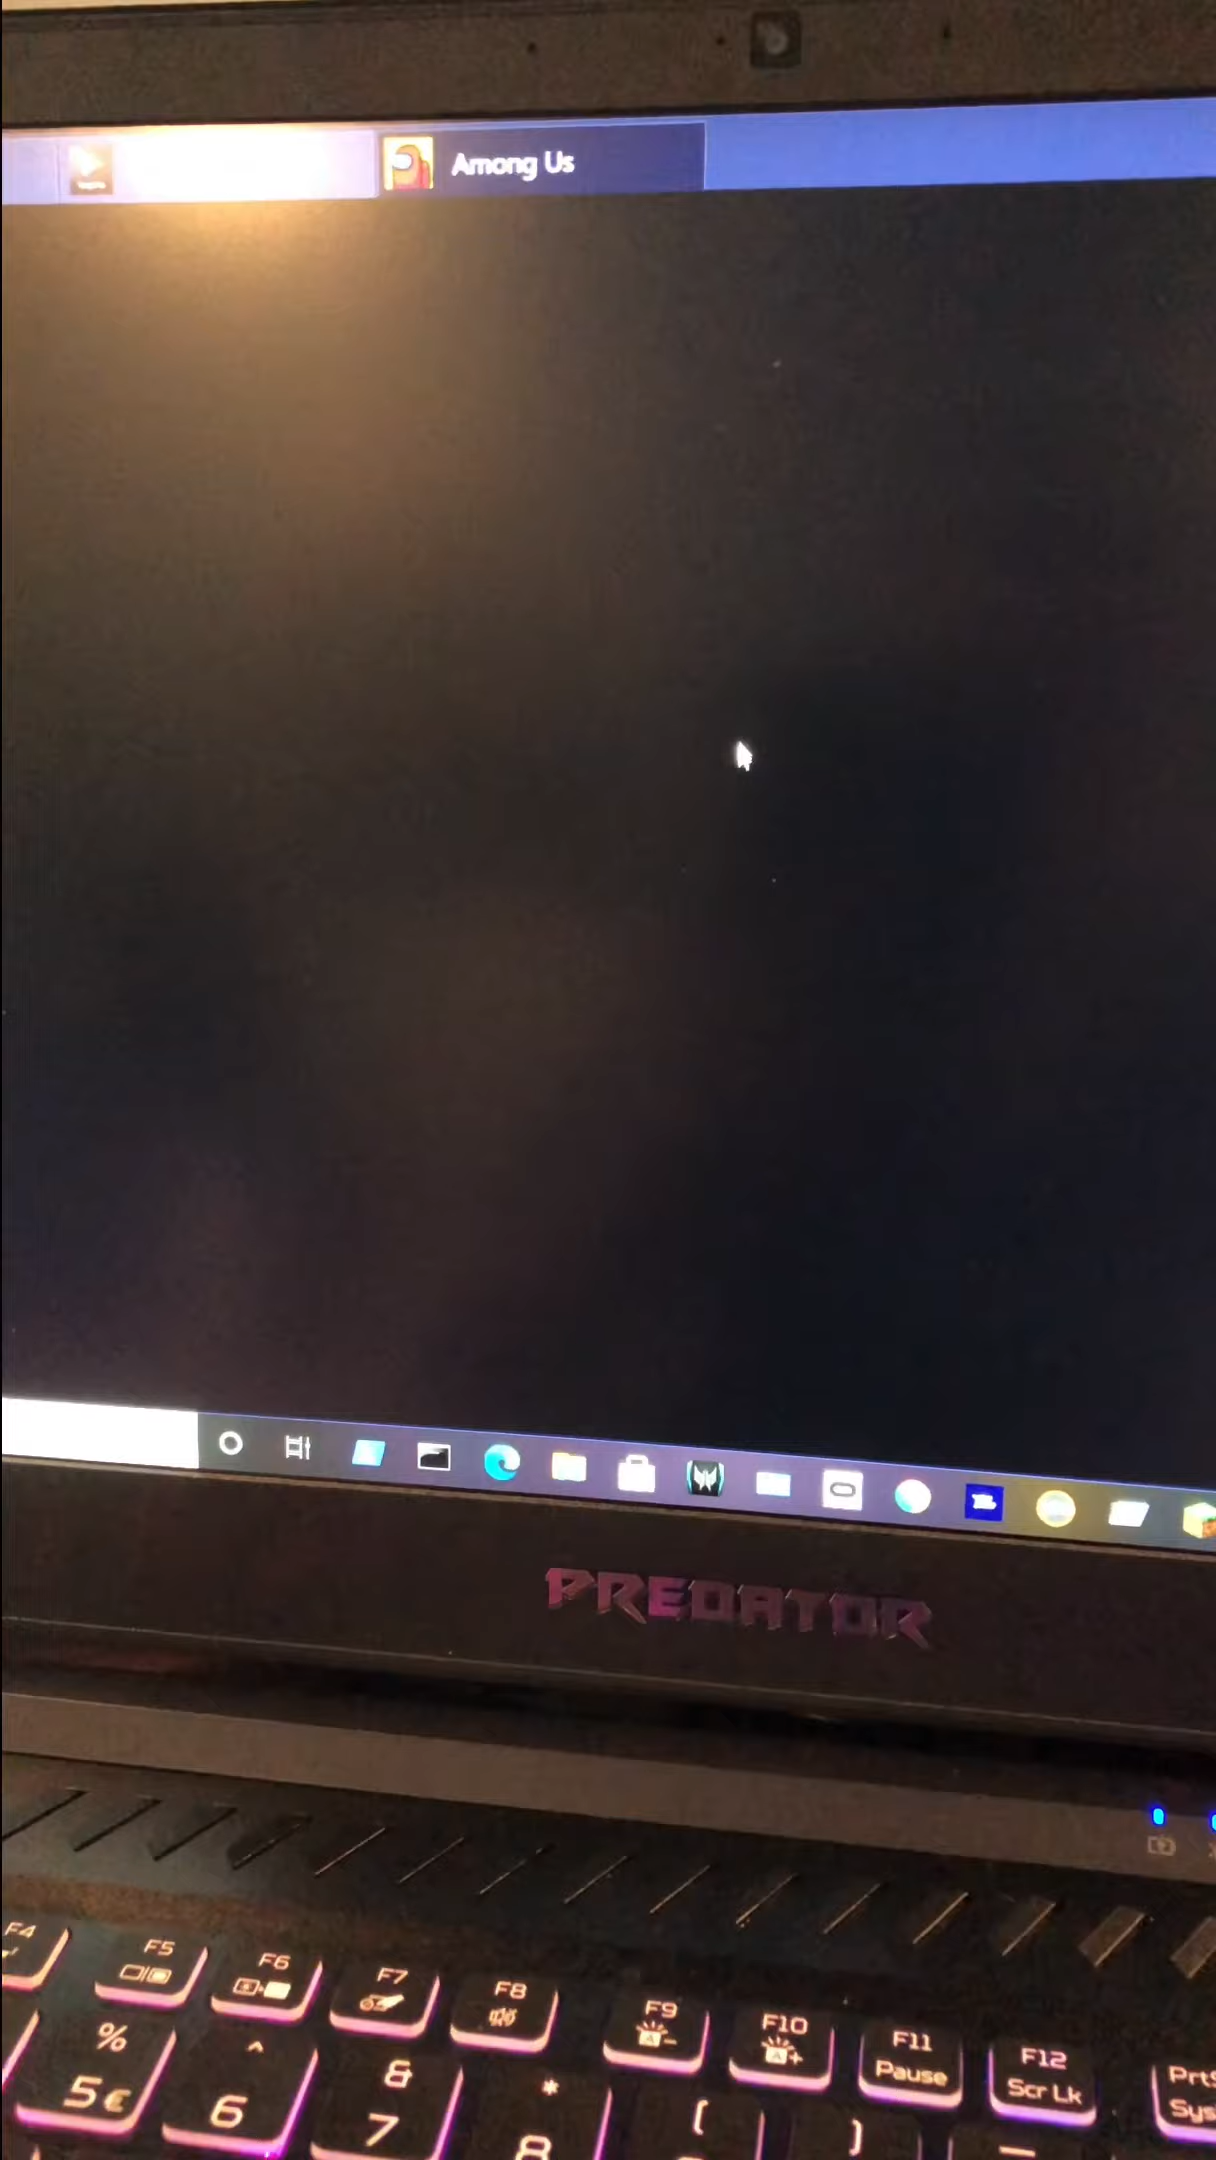 Among Us
PREDATOR
F4
F5
F6
F7
F8
F9
F10
F11
Pause
F12
Scr Lk
%
5€
^
6
&
7
*
8
(
)